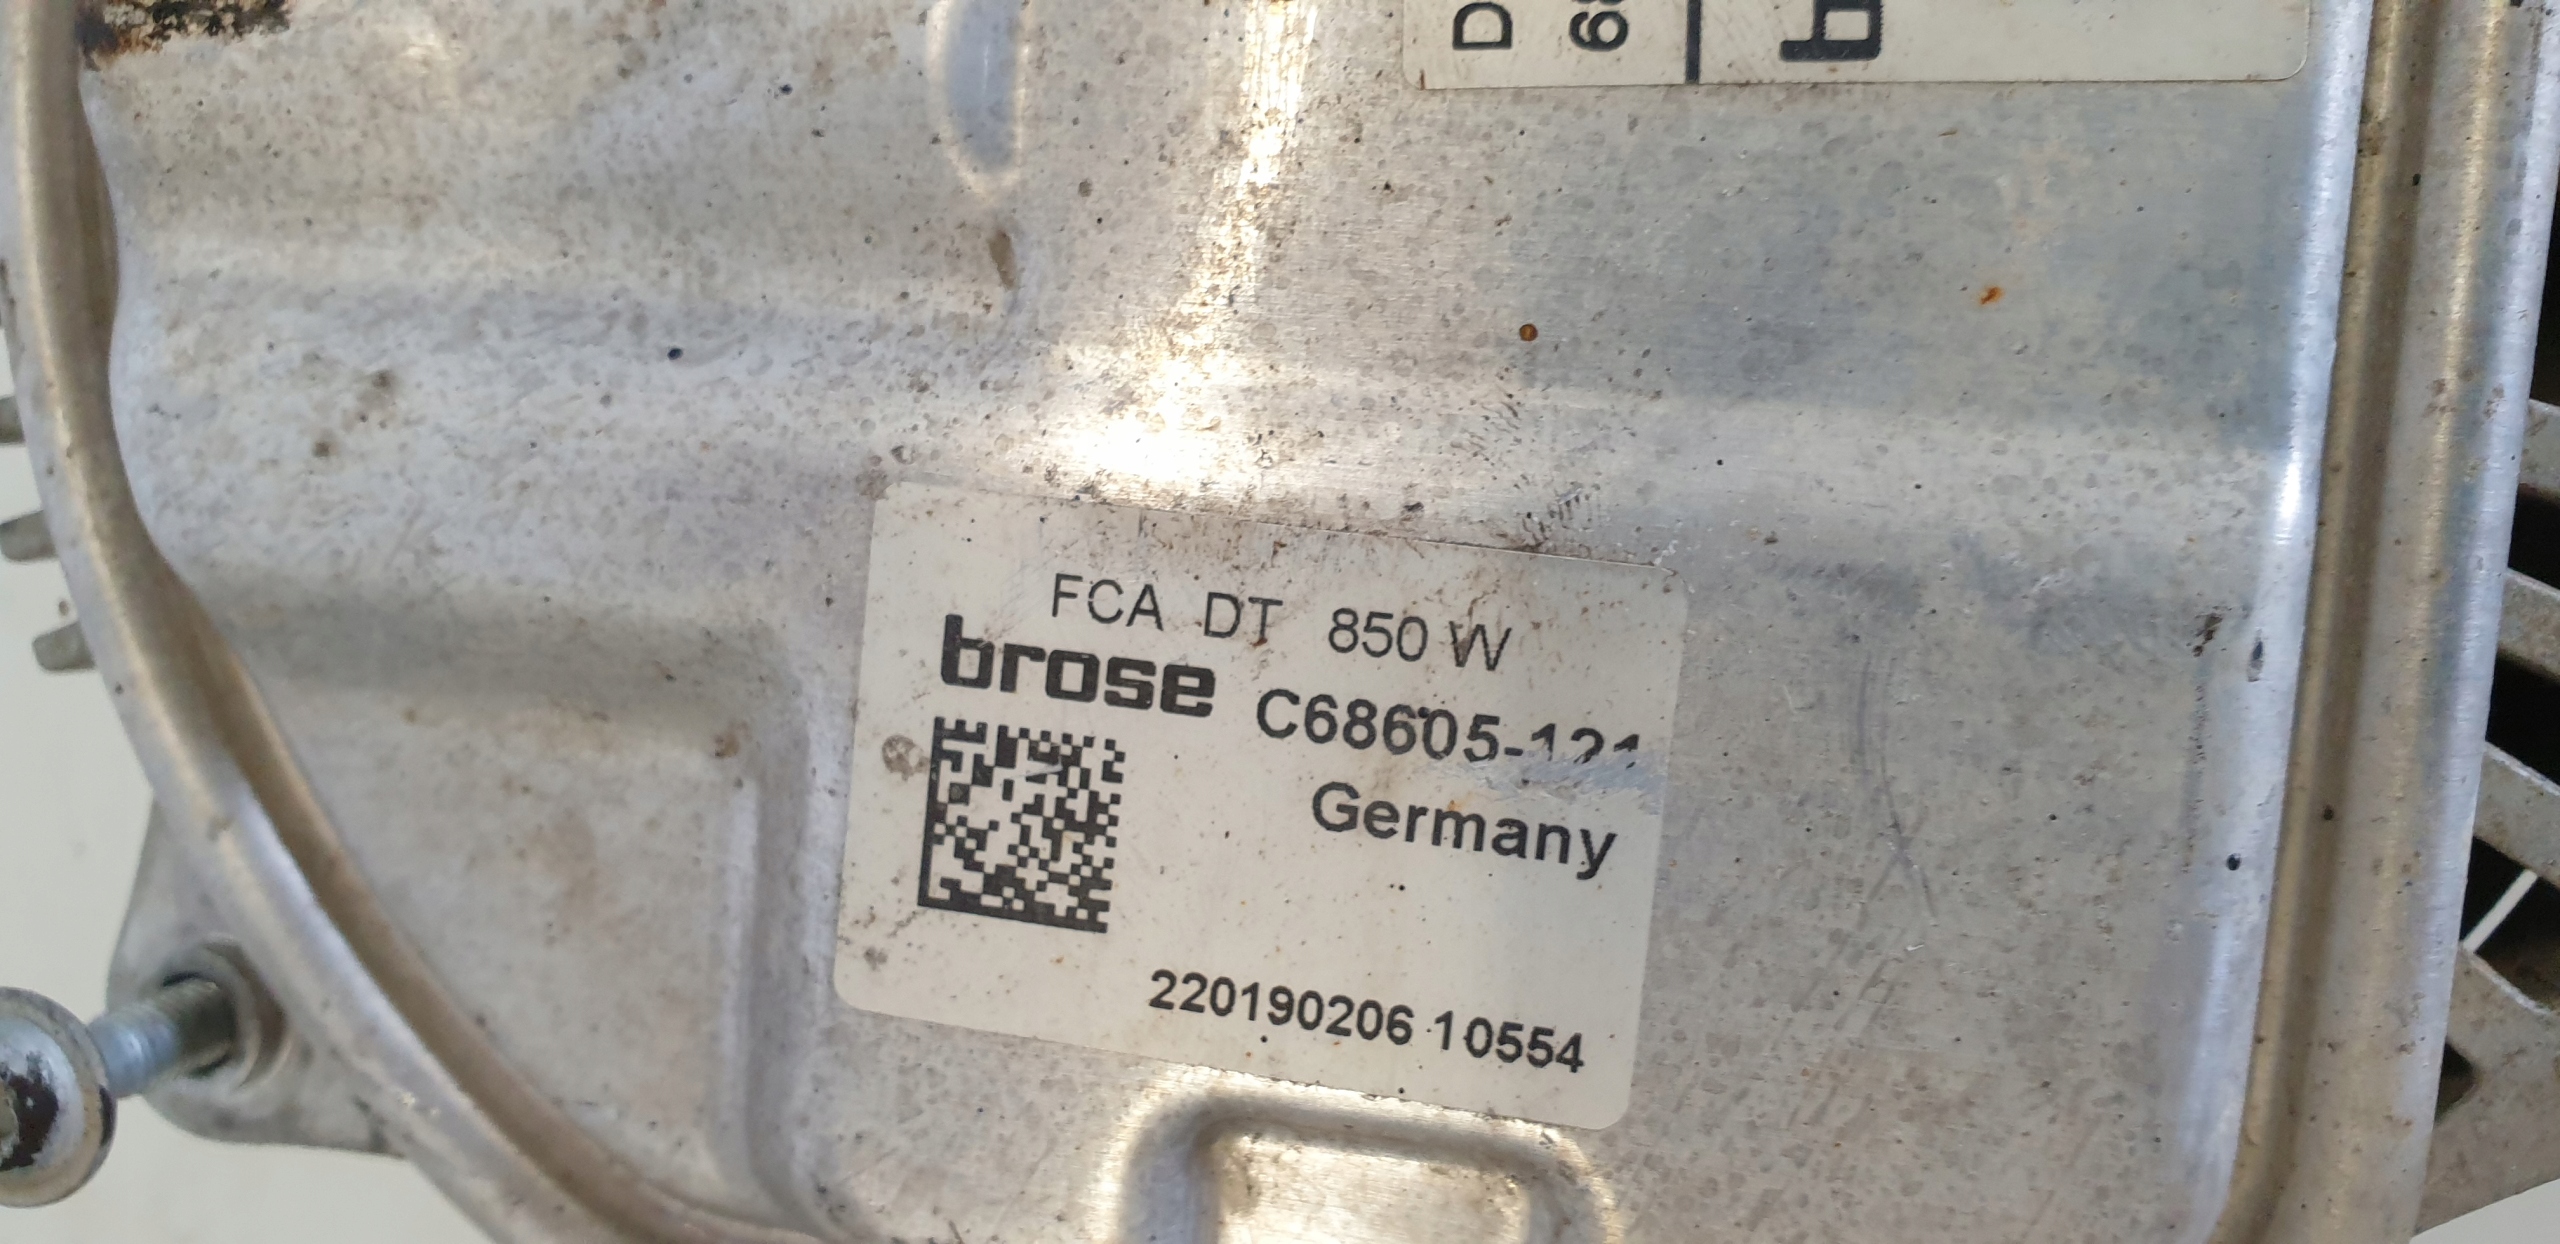 FCA DT 850 W
brose C68605-121
Germany
220190206 10554